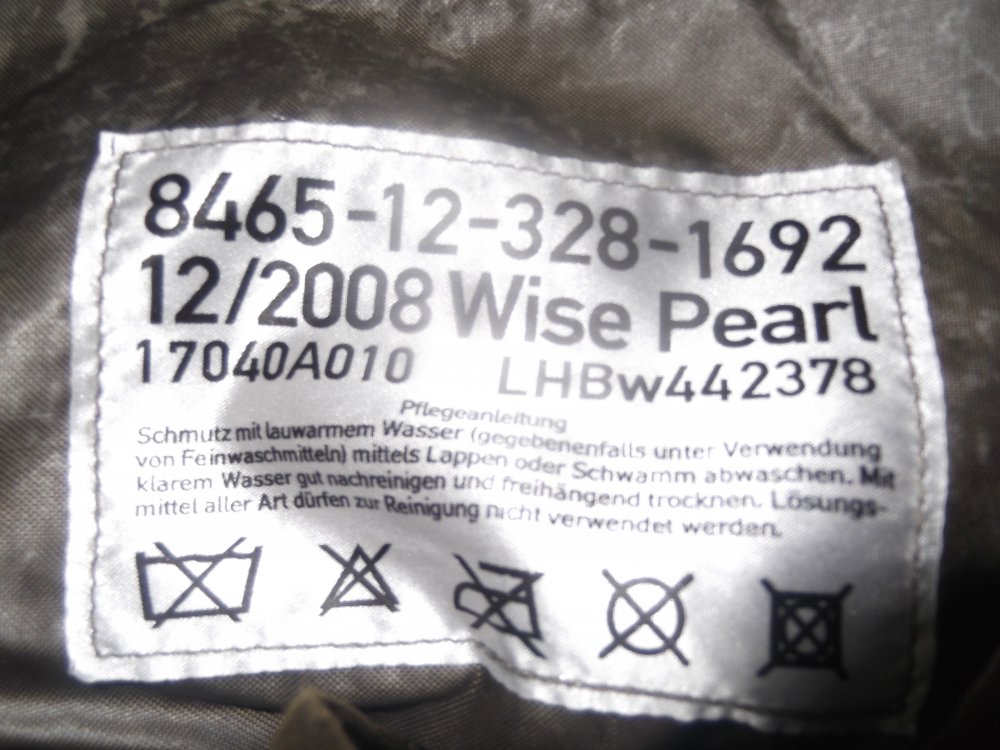 8465-12-328-1692
12/2008 Wise Pearl
17040A010 LHBw442378
Pflegeanleitung
Schmutz mit lauwarmem Wasser (gegebenenfalls unter Verwendung
von Feinwaschmitteln) mittels Lappen oder Schwamm abwaschen. Mit
klarem Wasser gut nachreinigen und freihängend trocknen. Lösungs-
mittel aller Art dürfen zur Reinigung nicht verwendet werden.